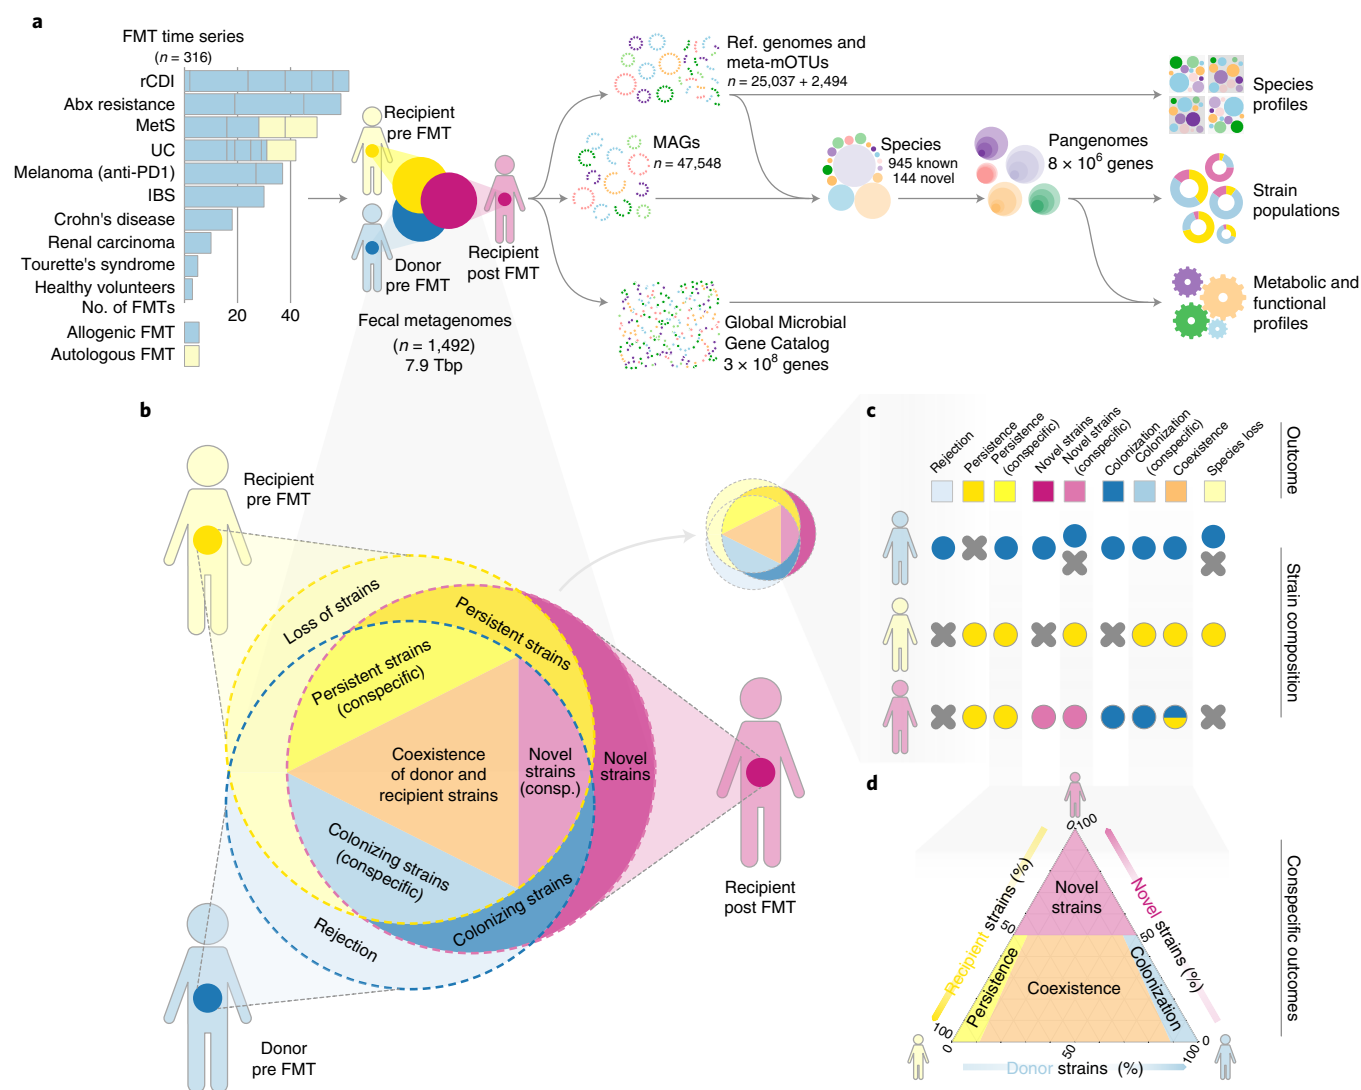 a
FMT time series
(n = 316)
rCDI
Abx resistance
MetS
UC
Melanoma (anti-PD1)
IBS
Crohn's disease
Renal carcinoma
Tourette's syndrome
Healthy volunteers
No. of FMTs
20
40
Allogenic FMT
Autologous FMT
Recipient
pre FMT
Donor
pre FMT
Recipient
post FMT
Fecal metagenomes
(n = 1,492)
7.9 Tbp
Ref. genomes and
meta-mOTUs
n = 25,037 + 2,494
MAGs
n = 47,548
Global Microbial
Gene Catalog
3 × 10⁸ genes
Species
945 known
144 novel
Pangenomes
8 × 10⁶ genes
Species
profiles
Strain
populations
Metabolic and
functional
profiles
b
Recipient
pre FMT
Loss of strains
Persistent strains
Persistent strains
(conspecific)
Coexistence
of donor and
recipient strains
Novel
strains
(consp.)
Novel
strains
Colonizing strains
(conspecific)
Colonizing strains
Rejection
Donor
pre FMT
Recipient
post FMT
c
Rejection
Persistence
Persistence
(conspecific)
Novel strains
Novel strains
(conspecific)
Colonization
Colonization
(conspecific)
Coexistence
Species loss
Outcome
Strain composition
d
0
100
Recipient strains (%)
Novel strains (%)
Novel
strains
50
50
Persistence
Coexistence
Colonization
100
0
0
50
100
Donor strains (%)
Conspecific outcomes